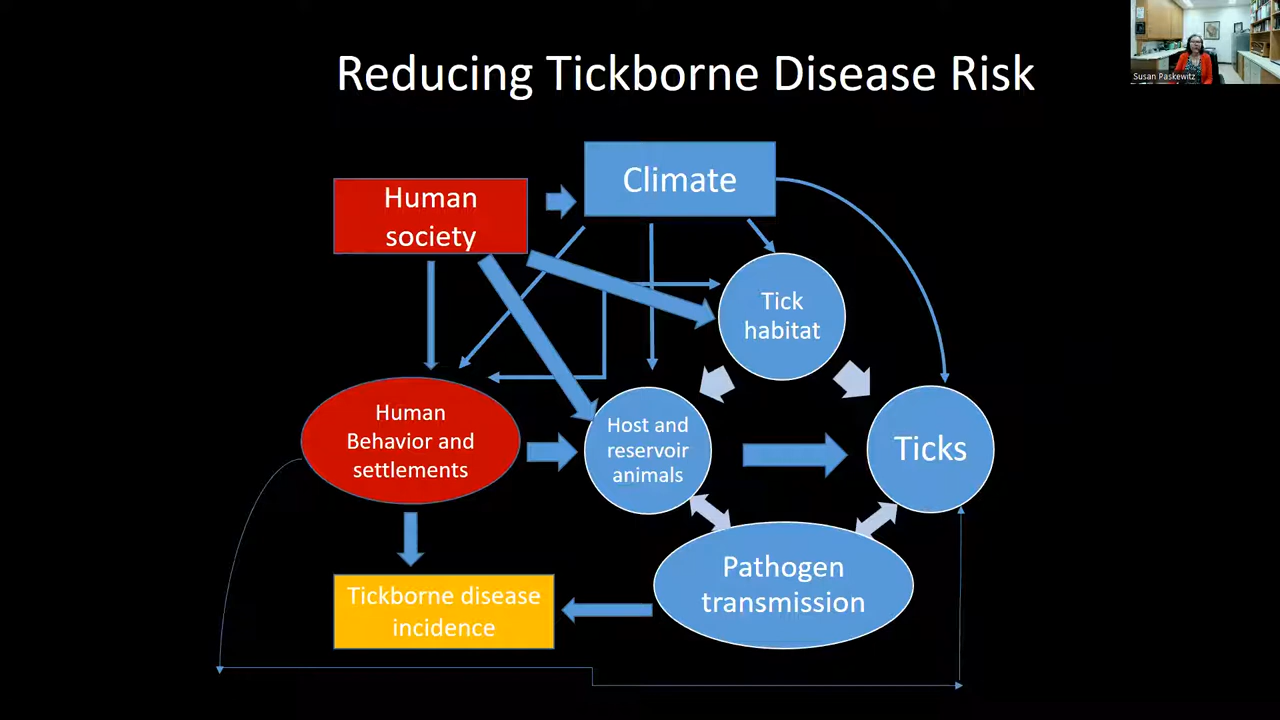 Reducing Tickborne Disease Risk
Susan Paskewitz
Human
society
Climate
Tick
habitat
Human
Behavior and
settlements
Host and
reservoir
animals
Ticks
Pathogen
transmission
Tickborne disease
incidence